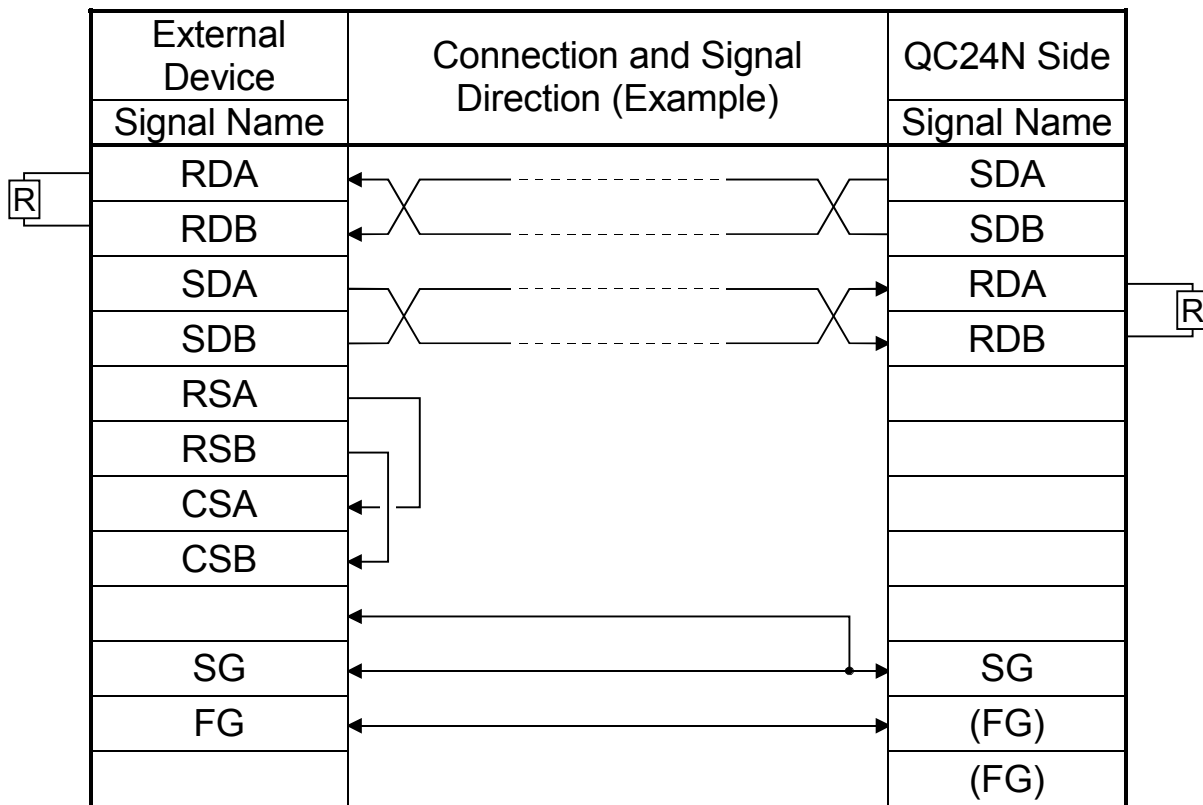 External
Device
Connection and Signal
Direction (Example)
QC24N Side
Signal Name
Signal Name
RDA
SDA
R
RDB
SDB
SDA
RDA
R
SDB
RDB
RSA
RSB
CSA
CSB
SG
SG
FG
(FG)
(FG)